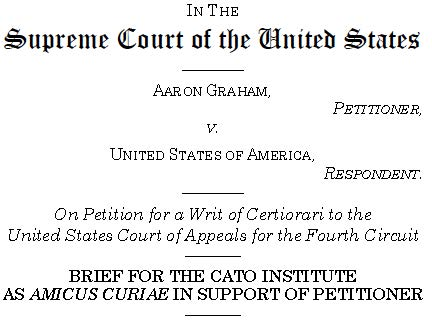 IN THE
Supreme Court of the United States
AARON GRAHAM,
PETITIONER,
v.
UNITED STATES OF AMERICA,
RESPONDENT.
On Petition for a Writ of Certiorari to the
United States Court of Appeals for the Fourth Circuit
BRIEF FOR THE CATO INSTITUTE
AS AMICUS CURIAE IN SUPPORT OF PETITIONER